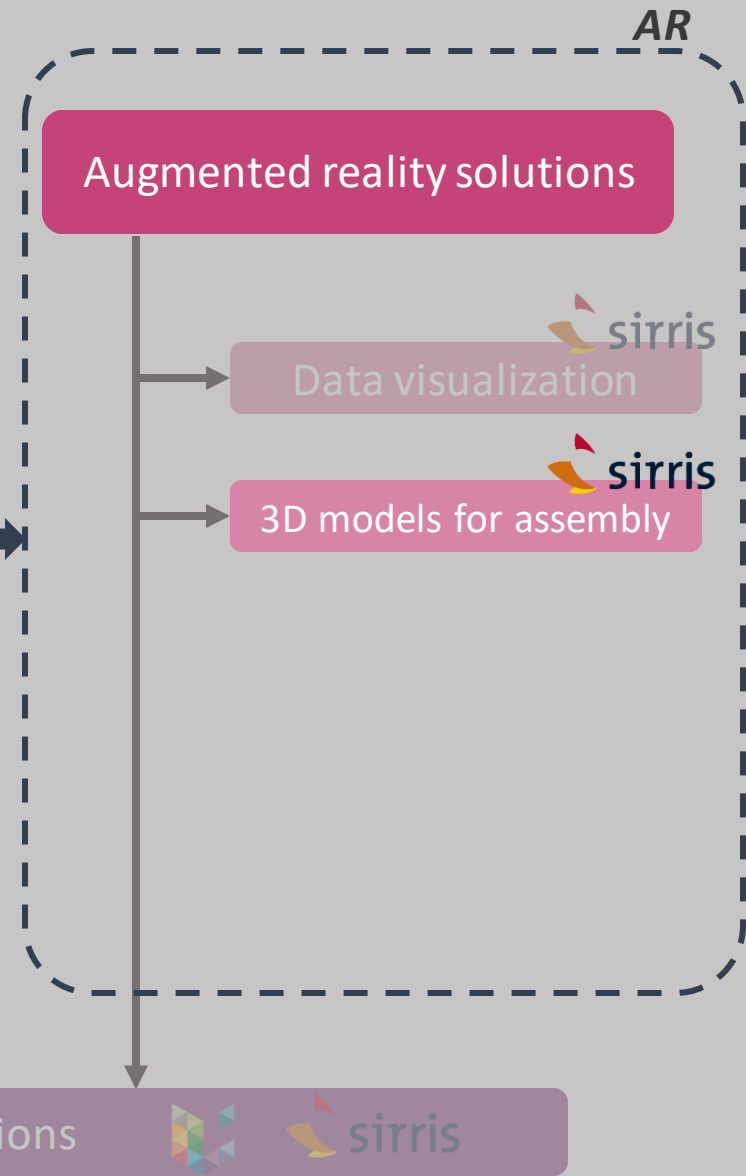 AR
Augmented reality solutions
sirris
Data visualization
sirris
3D models for assembly
ions
sirris